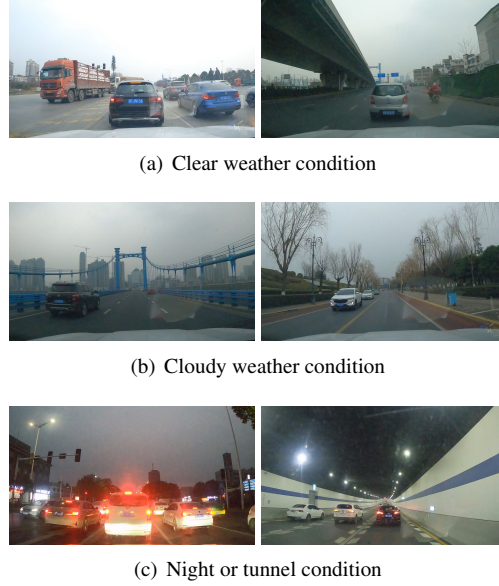 (a) Clear weather condition
(b) Cloudy weather condition
(c) Night or tunnel condition